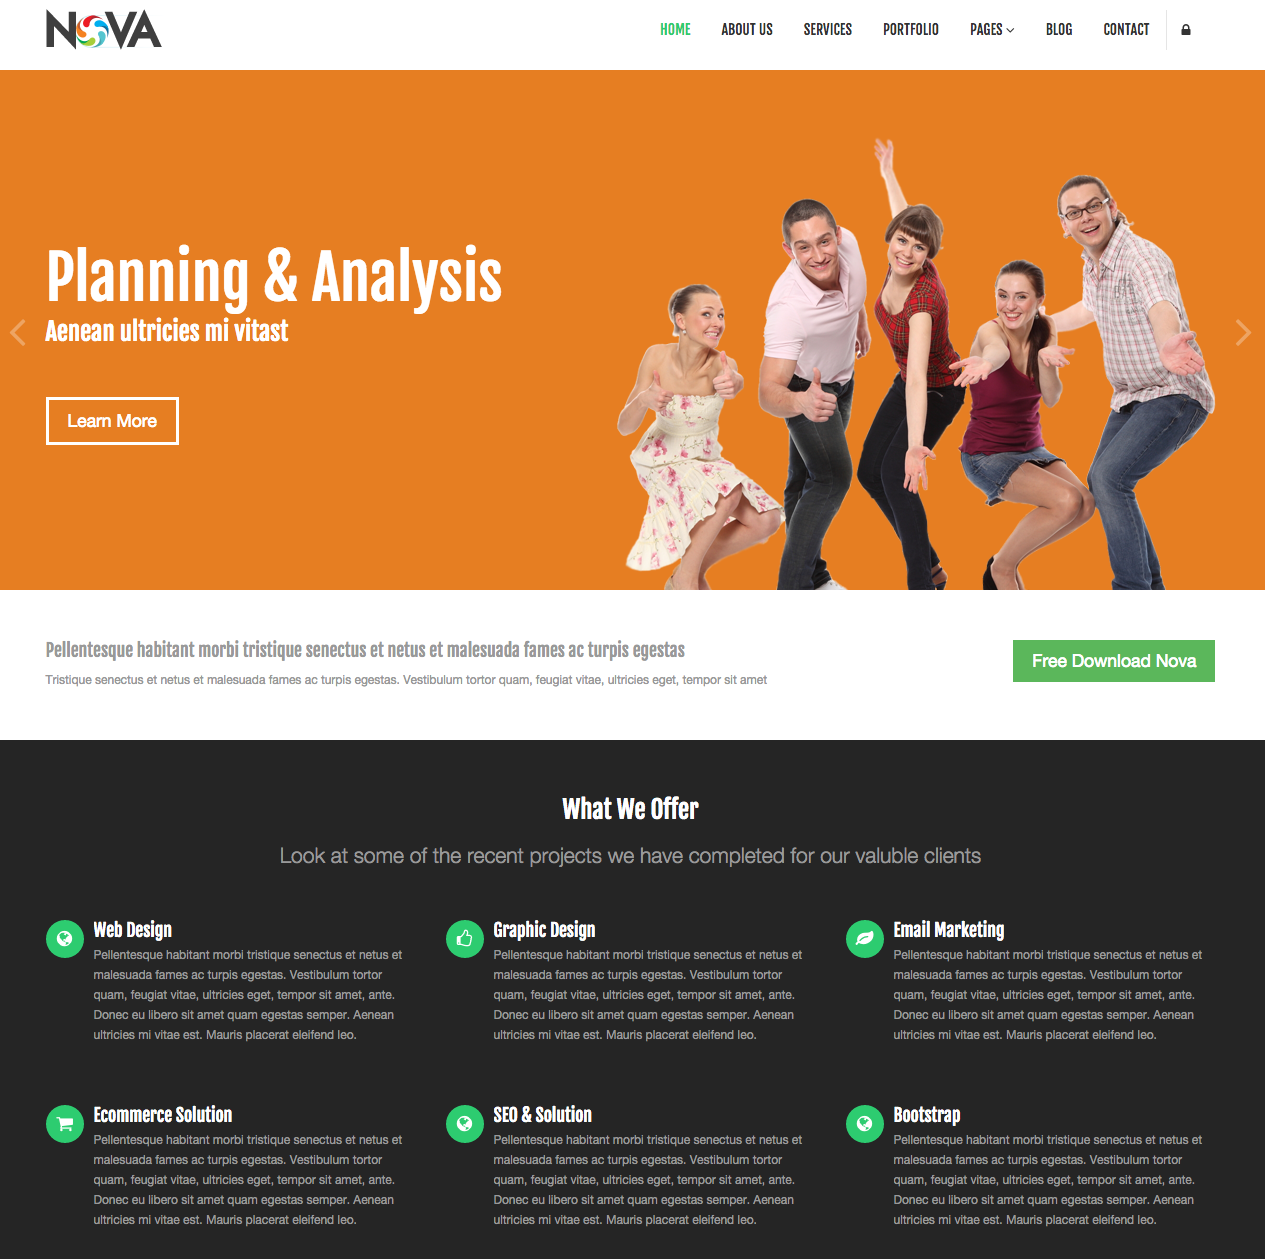 NOVA
HOME ABOUT US SERVICES PORTFOLIO PAGES BLOG CONTACT
Planning & Analysis
Aenean ultricies mi vitast
Learn More
Pellentesque habitant morbi tristique senectus et netus et malesuada fames ac turpis egestas
Tristique senectus et netus et malesuada fames ac turpis egestas. Vestibulum tortor quam, feugiat vitae, ultricies eget, tempor sit amet
Free Download Nova
What We Offer
Look at some of the recent projects we have completed for our valuble clients
Web Design
Pellentesque habitant morbi tristique senectus et netus et
malesuada fames ac turpis egestas. Vestibulum tortor
quam, feugiat vitae, ultricies eget, tempor sit amet, ante.
Donec eu libero sit amet quam egestas semper. Aenean
ultricies mi vitae est. Mauris placerat eleifend leo.
Graphic Design
Pellentesque habitant morbi tristique senectus et netus et
malesuada fames ac turpis egestas. Vestibulum tortor
quam, feugiat vitae, ultricies eget, tempor sit amet, ante.
Donec eu libero sit amet quam egestas semper. Aenean
ultricies mi vitae est. Mauris placerat eleifend leo.
Email Marketing
Pellentesque habitant morbi tristique senectus et netus et
malesuada fames ac turpis egestas. Vestibulum tortor
quam, feugiat vitae, ultricies eget, tempor sit amet, ante.
Donec eu libero sit amet quam egestas semper. Aenean
ultricies mi vitae est. Mauris placerat eleifend leo.
Ecommerce Solution
Pellentesque habitant morbi tristique senectus et netus et
malesuada fames ac turpis egestas. Vestibulum tortor
quam, feugiat vitae, ultricies eget, tempor sit amet, ante.
Donec eu libero sit amet quam egestas semper. Aenean
ultricies mi vitae est. Mauris placerat eleifend leo.
SEO & Solution
Pellentesque habitant morbi tristique senectus et netus et
malesuada fames ac turpis egestas. Vestibulum tortor
quam, feugiat vitae, ultricies eget, tempor sit amet, ante.
Donec eu libero sit amet quam egestas semper. Aenean
ultricies mi vitae est. Mauris placerat eleifend leo.
Bootstrap
Pellentesque habitant morbi tristique senectus et netus et
malesuada fames ac turpis egestas. Vestibulum tortor
quam, feugiat vitae, ultricies eget, tempor sit amet, ante.
Donec eu libero sit amet quam egestas semper. Aenean
ultricies mi vitae est. Mauris placerat eleifend leo.